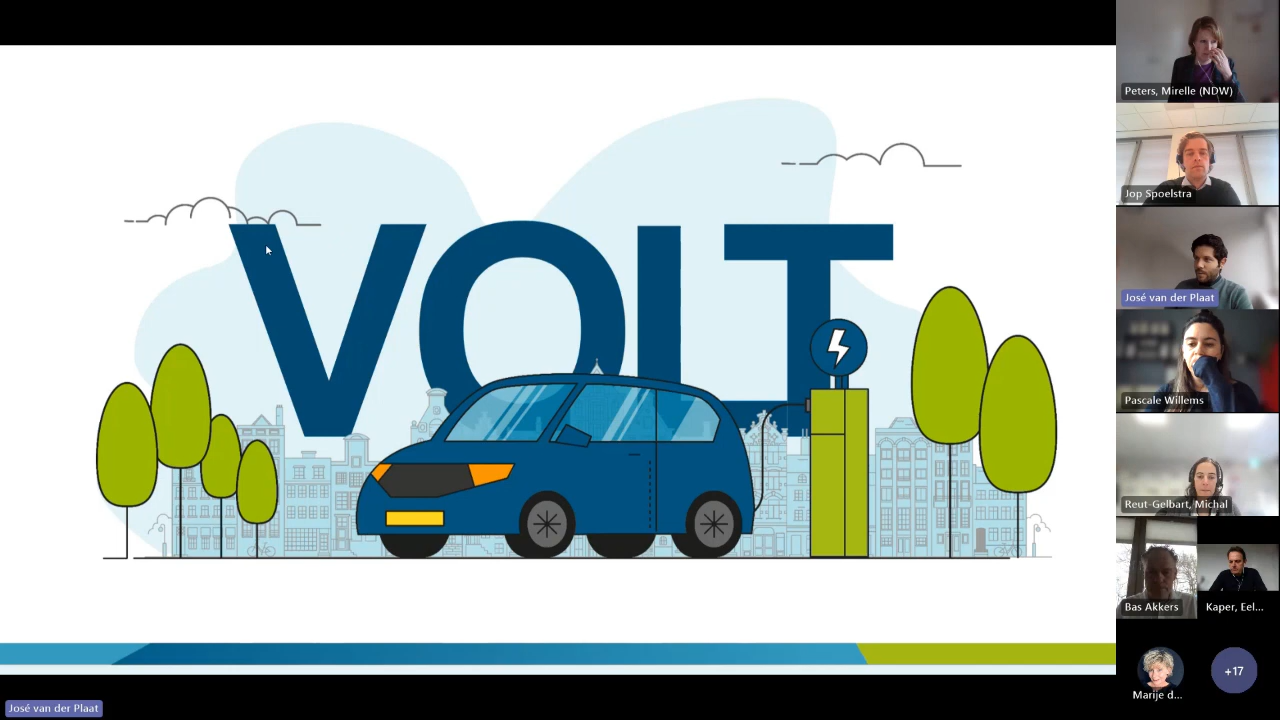 VOLT
Peters, Mirelle (NDW)
Jop Spoelstra
José van der Plaat
Pascale Willems
Reut-Gelbart, Michal
Bas Akkers
Kaper, Eel...
Marije d...
+17
José van der Plaat